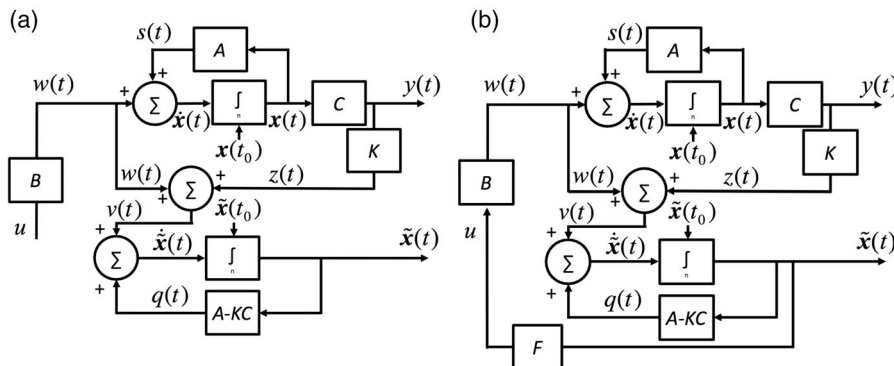 (a)
s(t)
A
w(t)
+
+
Σ
ẋ(t)
∫
n
x(t)
C
y(t)
x(t₀)
K
B
w(t)
+
Σ
+
z(t)
u
v(t)
x̃(t₀)
+
Σ
x̃̇(t)
∫
n
x̃(t)
+
q(t)
A-KC
(b)
s(t)
A
w(t)
+
+
Σ
ẋ(t)
∫
n
x(t)
C
y(t)
x(t₀)
K
B
w(t)
+
Σ
+
z(t)
u
v(t)
x̃(t₀)
+
Σ
x̃̇(t)
∫
n
x̃(t)
+
q(t)
A-KC
F